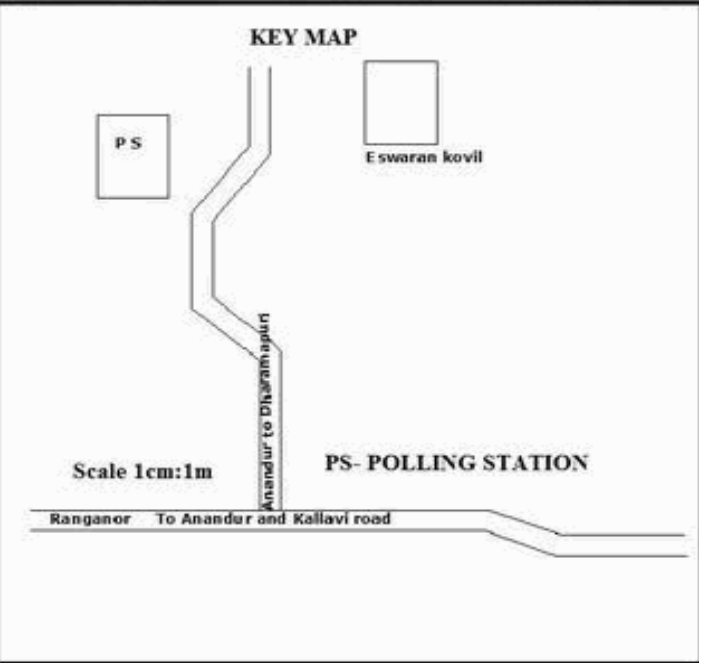 KEY MAP
P S
Eswaran kovil
Anandur to Dharamapuri
Scale 1cm:1m
PS- POLLING STATION
Ranganor To Anandur and Kallavi road